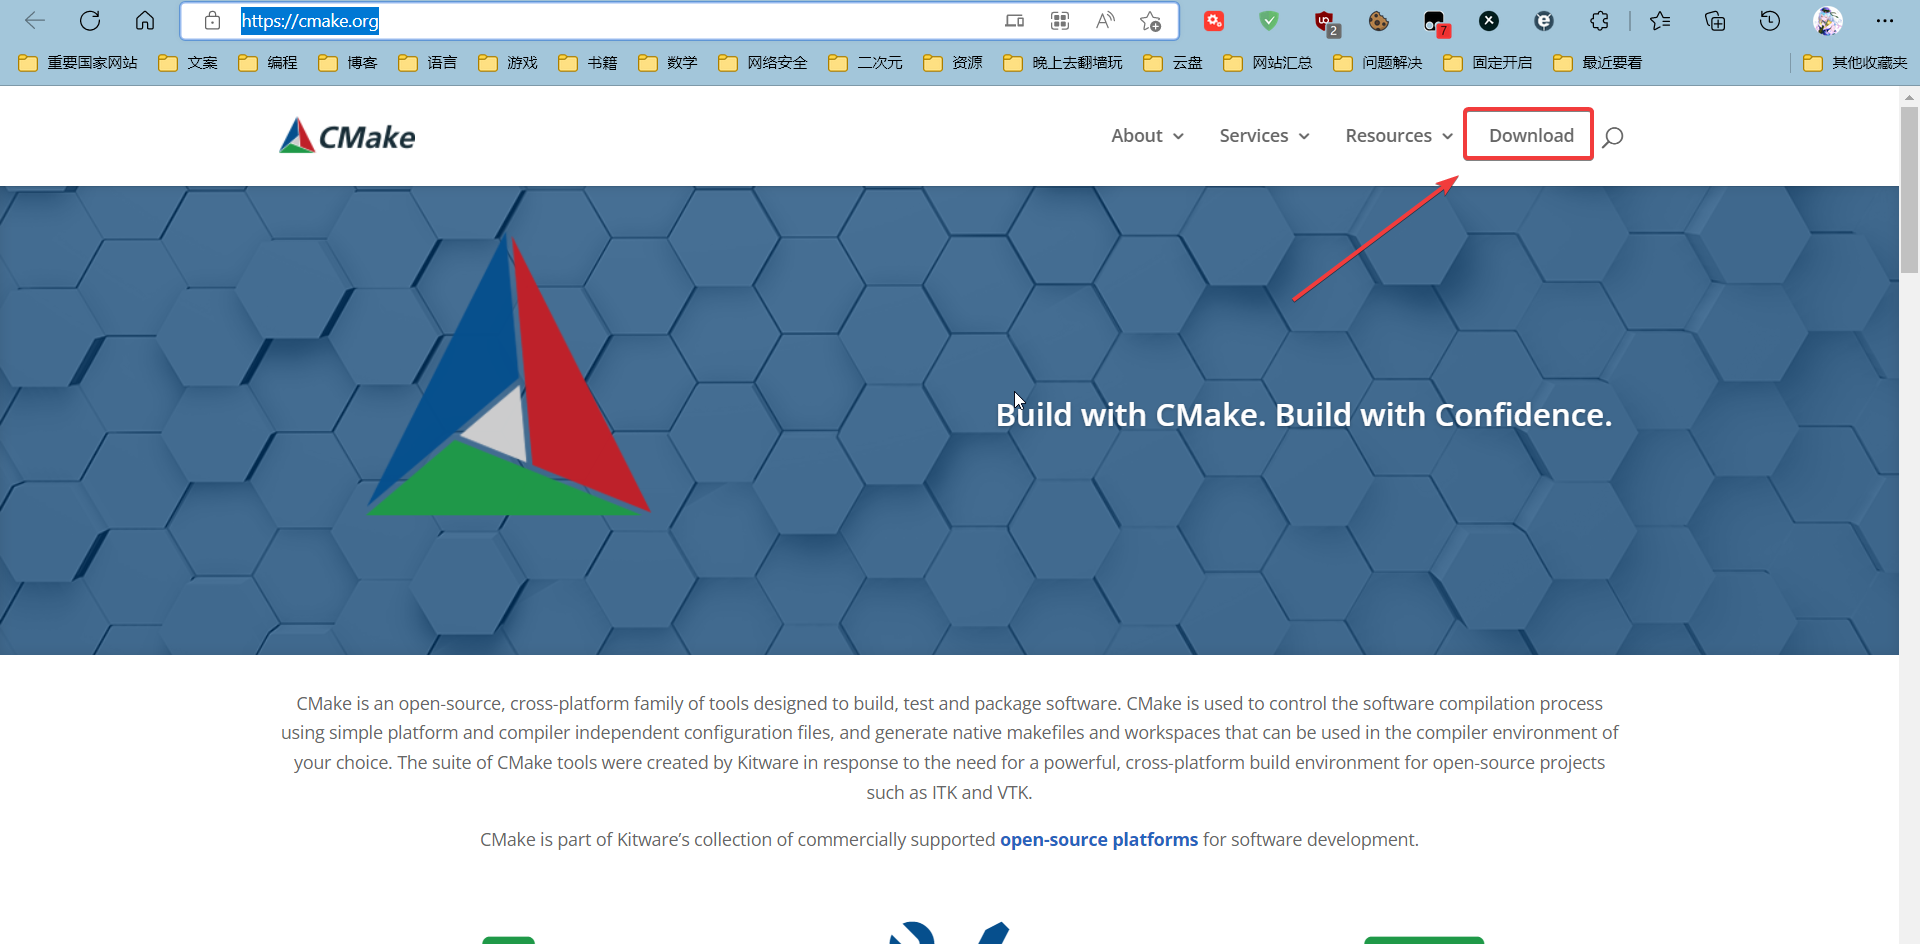 https://cmake.org
2
7
重要国家网站 文案 编程 博客 语言 游戏 书籍 数学 网络安全 二次元 资源 晚上去翻墙玩 云盘 网站汇总 问题解决 固定开启 最近要看 其他收藏夹
CMake About Services Resources Download
Build with CMake. Build with Confidence.
CMake is an open-source, cross-platform family of tools designed to build, test and package software. CMake is used to control the software compilation process
using simple platform and compiler independent configuration files, and generate native makefiles and workspaces that can be used in the compiler environment of
your choice. The suite of CMake tools were created by Kitware in response to the need for a powerful, cross-platform build environment for open-source projects
such as ITK and VTK.
CMake is part of Kitware’s collection of commercially supported open-source platforms for software development.